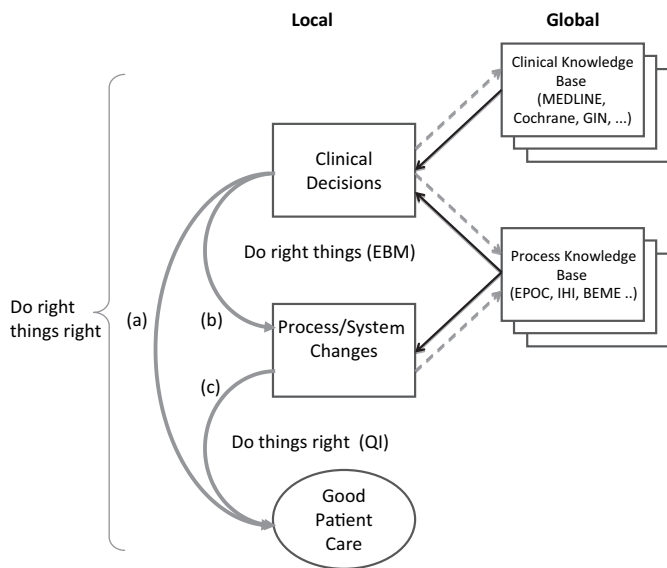 Local
Global
Clinical Knowledge
Base
(MEDLINE,
Cochrane, GIN, ...)
Clinical
Decisions
Do right things (EBM)
Process Knowledge
Base
(EPOC, IHI, BEME ..)
Do right
things right
(a)
(b)
Process/System
Changes
(c)
Do things right (QI)
Good
Patient
Care